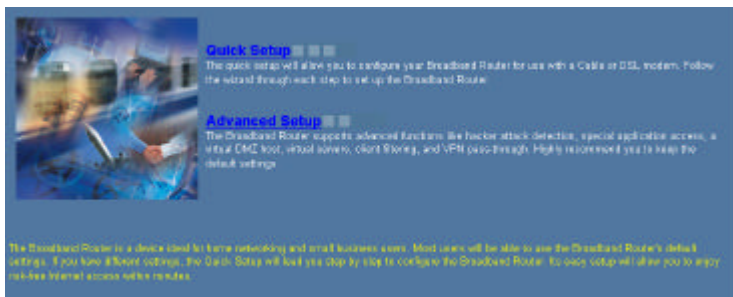 Quick Setup
The quick setup will allow you to configure your Broadband Router for use with a Cable or DSL modem. Follow
the wizard through each step to set up the Broadband Router.
Advanced Setup
The Broadband Router supports advanced functions like hacker attack detection, special application access, a
virtual DMZ host, virtual servers, client filtering, and VPN pass-through. Highly recommend you to keep the
default settings.
The Broadband Router is a device ideal for home networking and small business users. Most users will be able to use the Broadband Router's default
settings. If you have different settings, the Quick Setup will lead you step by step to configure the Broadband Router. Its easy setup will allow you to enjoy
risk-free Internet access within minutes.